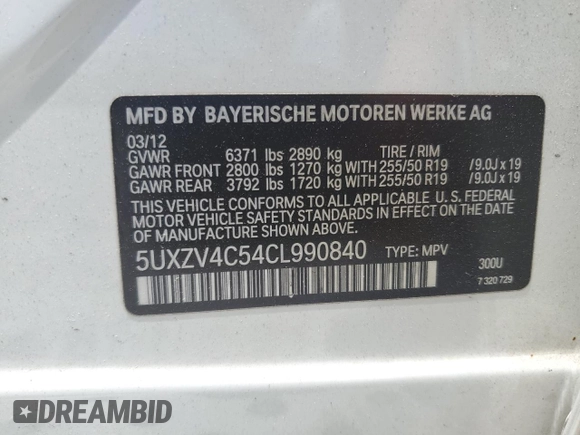 MFD BY BAYERISCHE MOTOREN WERKE AG
03/12
GVWR 6371 lbs 2890 kg TIRE / RIM
GAWR FRONT 2800 lbs 1270 kg WITH 255/50 R19 /9.0J x 19
GAWR REAR 3792 lbs 1720 kg WITH 255/50 R19 /9.0J x 19
THIS VEHICLE CONFORMS TO ALL APPLICABLE U. S. FEDERAL
MOTOR VEHICLE SAFETY STANDARDS IN EFFECT ON THE DATE OF
MANUFACTURE SHOWN ABOVE.
5UXZV4C54CL990840 TYPE: MPV
300U
7 320 729
DREAMBID